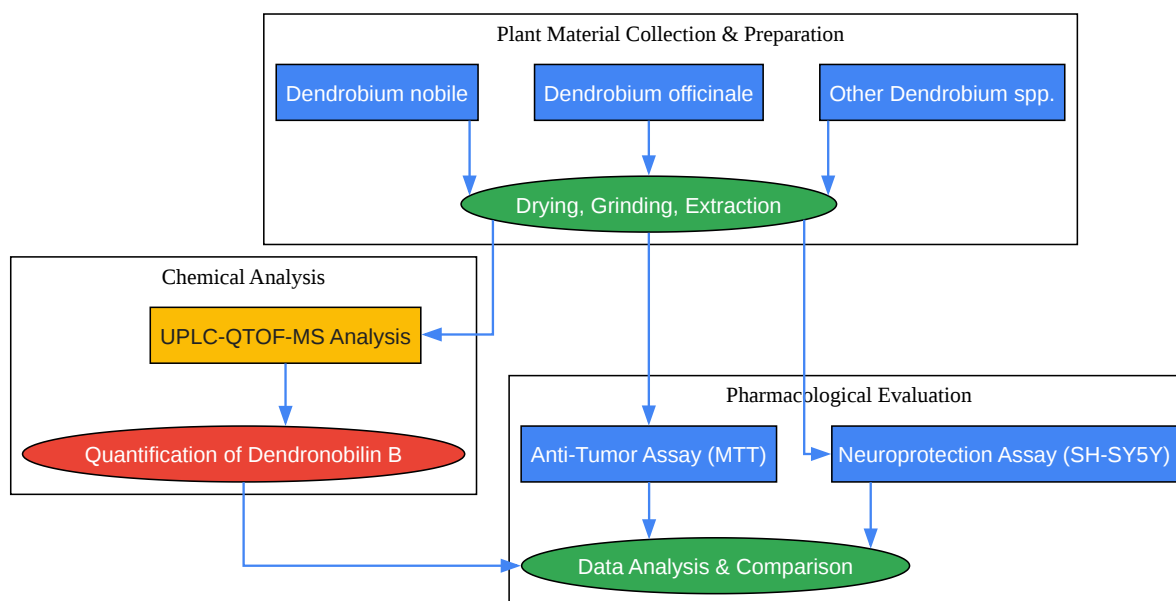 Plant Material Collection & Preparation
Dendrobium nobile
Dendrobium officinale
Other Dendrobium spp.
Drying, Grinding, Extraction
Chemical Analysis
UPLC-QTOF-MS Analysis
Quantification of Dendronobilin B
Pharmacological Evaluation
Anti-Tumor Assay (MTT)
Neuroprotection Assay (SH-SY5Y)
Data Analysis & Comparison